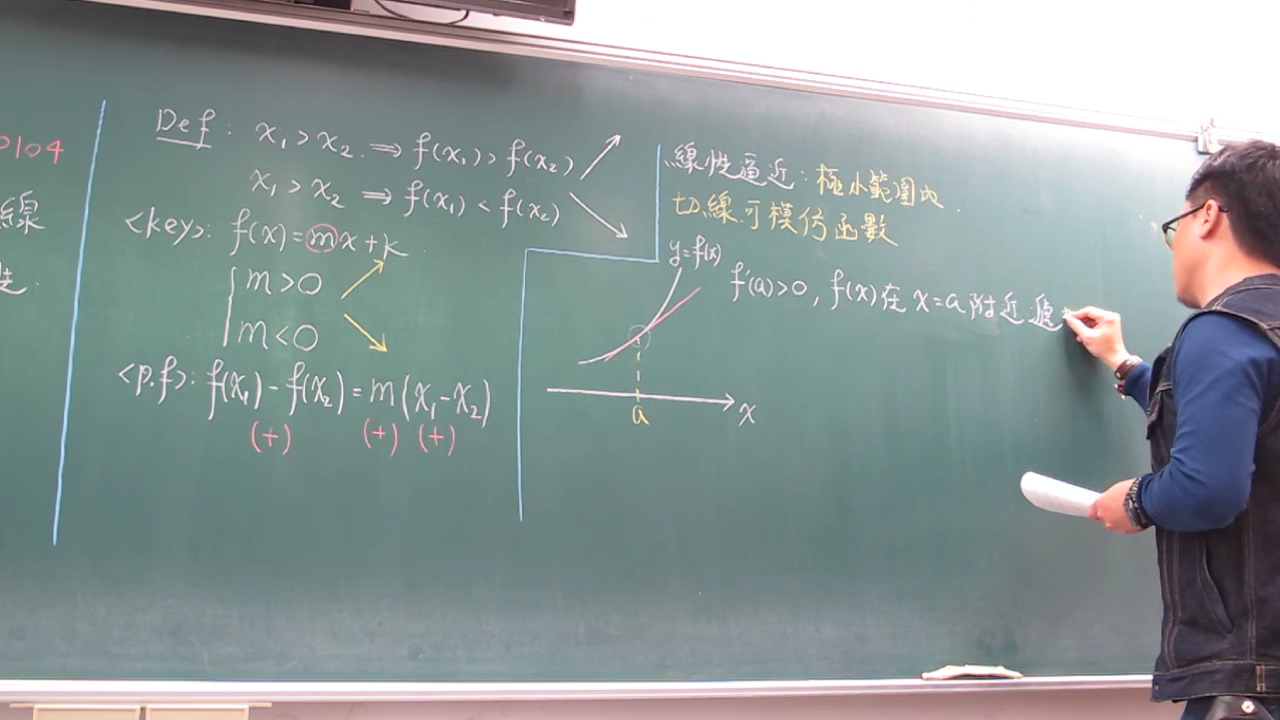 0104
線
Def: x₁ > x₂ ⇒ f(x₁) > f(x₂)
x₁ > x₂ ⇒ f(x₁) < f(x₂)
<key>: f(x) = mx + k
m > 0
m < 0
<p.f>: f(x₁) - f(x₂) = m(x₁ - x₂)
(+) (+) (+)
線性逼近: 極小範圍內
切線可模仿函數
y = f(x)
f'(a) > 0, f(x) 在 x = a 附近遞
x
a